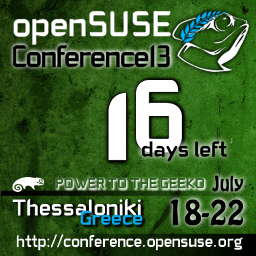 openSUSE
Conference13
16
days left
POWER TO THE GEEKO July
Thessaloniki 18-22
Greece
http://conference.opensuse.org